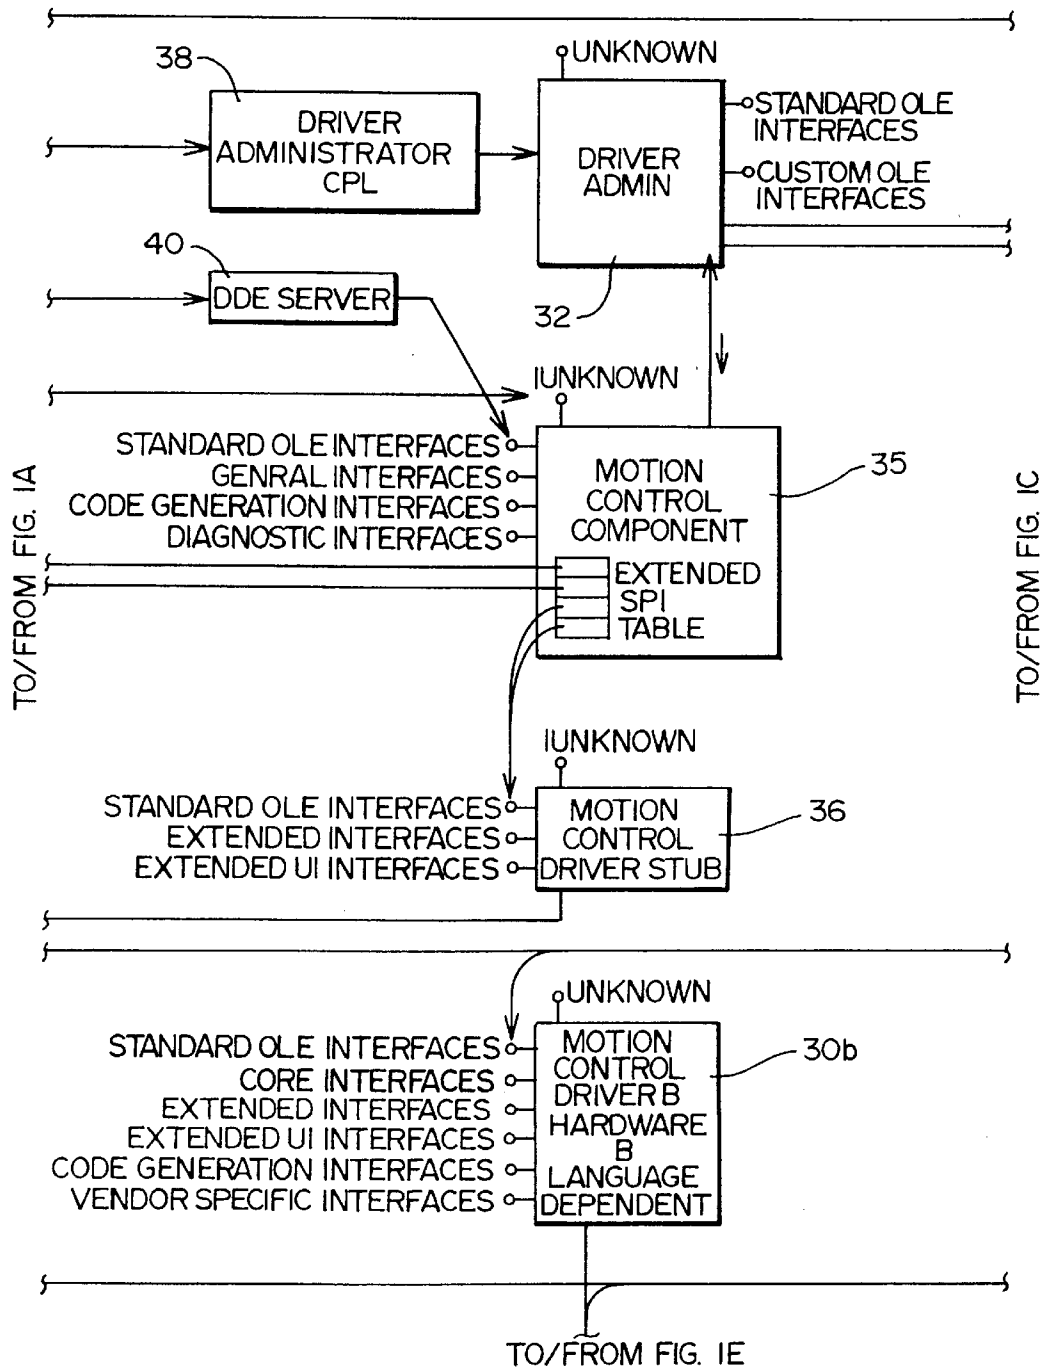 UNKNOWN
38
DRIVER
ADMINISTRATOR
CPL
DRIVER
ADMIN
STANDARD OLE
INTERFACES
CUSTOM OLE
INTERFACES
40
DDE SERVER
32
IUNKNOWN
STANDARD OLE INTERFACES
GENRAL INTERFACES
CODE GENERATION INTERFACES
DIAGNOSTIC INTERFACES
MOTION
CONTROL
COMPONENT
EXTENDED
SPI
TABLE
35
TO/FROM FIG. 1A
TO/FROM FIG. 1C
IUNKNOWN
STANDARD OLE INTERFACES
EXTENDED INTERFACES
EXTENDED UI INTERFACES
MOTION
CONTROL
DRIVER STUB
36
UNKNOWN
STANDARD OLE INTERFACES
CORE INTERFACES
EXTENDED INTERFACES
EXTENDED UI INTERFACES
CODE GENERATION INTERFACES
VENDOR SPECIFIC INTERFACES
MOTION
CONTROL
DRIVER B
HARDWARE
B
LANGUAGE
DEPENDENT
30b
TO/FROM FIG. 1E